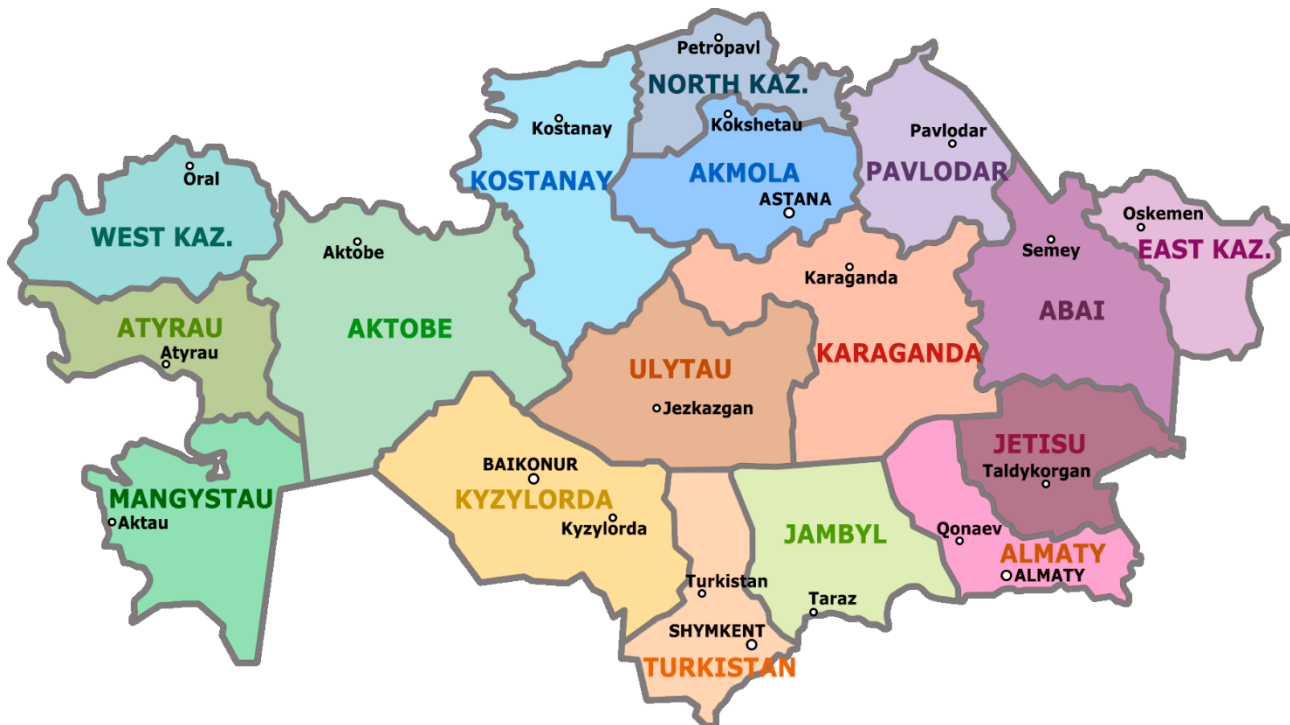 Petropavl
NORTH KAZ.
Kostanay
Kokshetau
Pavlodar
Oral
KOSTANAY
AKMOLA
PAVLODAR
ASTANA
Oskemen
WEST KAZ.
Aktobe
Karaganda
Semey
EAST KAZ.
ATYRAU
Atyrau
AKTOBE
ULYTAU
KARAGANDA
ABAI
Jezkazgan
JETISU
Taldykorgan
BAIKONUR
MANGYSTAU
KYZYLORDA
Aktau
Kyzylorda
JAMBYL
Qonaev
ALMATY
ALMATY
Turkistan
Taraz
SHYMKENT
TURKISTAN